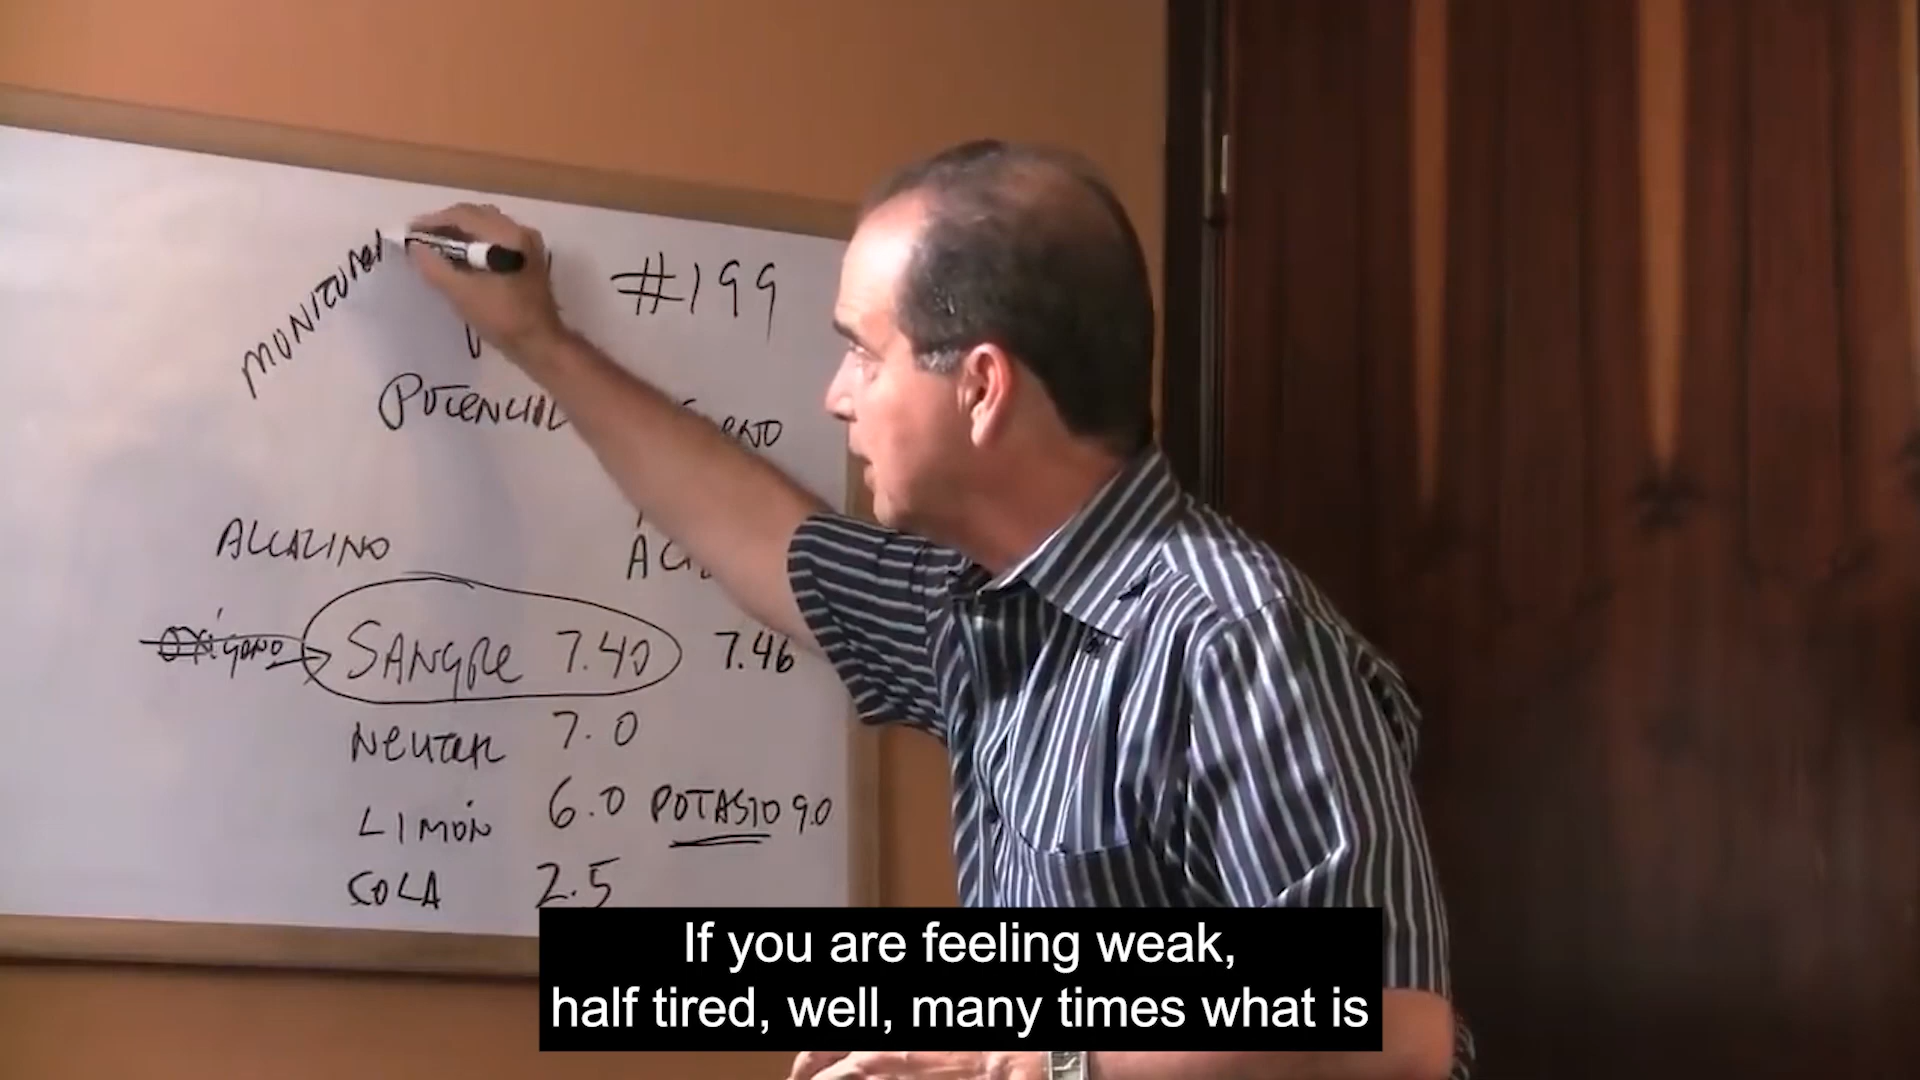 #199
POTENCIAL
ALCALINO
OXÍGENO SANGRE 7.40 7.46
NEUTRAL 7.0
LIMÓN 6.0 POTASIO 9.0
COLA 2.5
If you are feeling weak,
half tired, well, many times what is